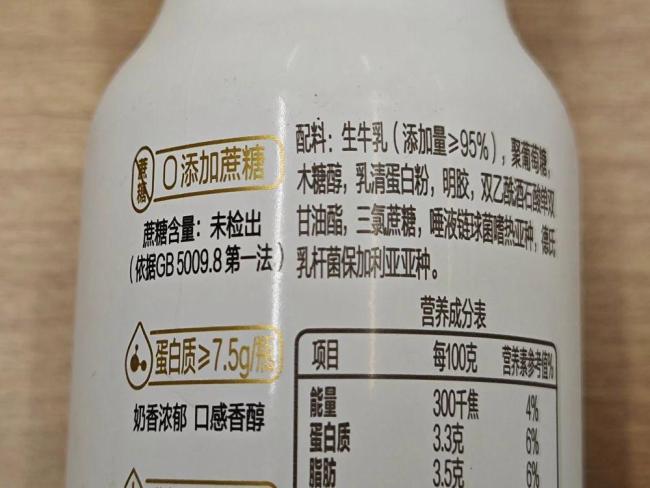 蔗糖
0添加蔗糖
蔗糖含量：未检出
（依据GB 5009.8 第一法）
蛋白质≥7.5g/瓶
奶香浓郁 口感香醇
配料：生牛乳（添加量≥95%），聚葡萄糖，
木糖醇，乳清蛋白粉，明胶，双乙酰酒石酸单双
甘油酯，三氯蔗糖，唾液链球菌嗜热亚种，德氏
乳杆菌保加利亚亚种。
营养成分表
项目 每100克 营养素参考值%
能量 300千焦 4%
蛋白质 3.3克 6%
脂肪 3.5克 6%